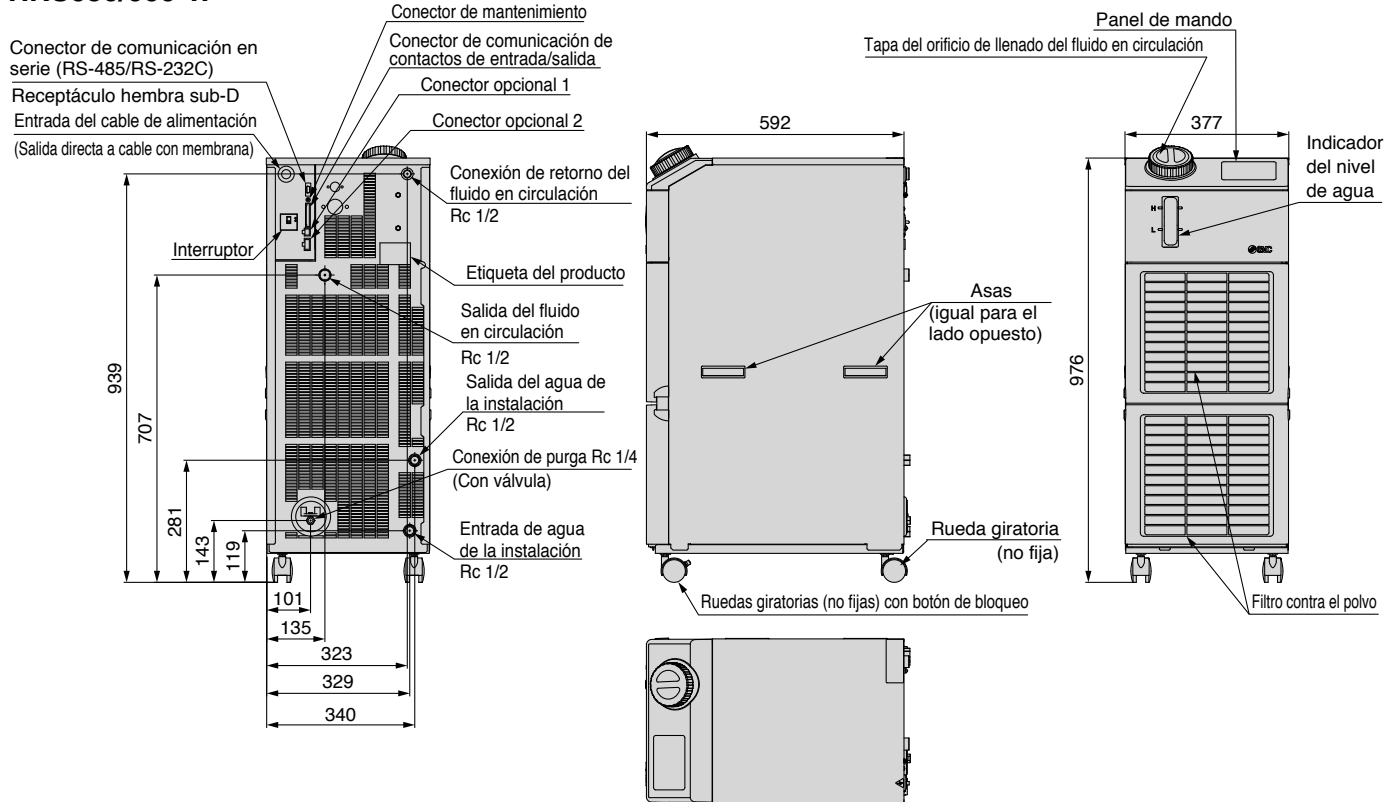 Conector de mantenimiento
Conector de comunicación en
serie (RS-485/RS-232C)
Receptáculo hembra sub-D
Entrada del cable de alimentación
(Salida directa a cable con membrana)
Conector de comunicación de
contactos de entrada/salida
Conector opcional 1
Conector opcional 2
Conexión de retorno del
fluido en circulación
Rc 1/2
Interruptor
Etiqueta del producto
Salida del fluido
en circulación
Rc 1/2
Salida del agua de
la instalación
Rc 1/2
Conexión de purga Rc 1/4
(Con válvula)
Entrada de agua
de la instalación
Rc 1/2
939
707
281
143
119
101
135
323
329
340
592
Asas
(igual para el
lado opuesto)
Rueda giratoria
(no fija)
Ruedas giratorias (no fijas) con botón de bloqueo
Panel de mando
Tapa del orificio de llenado del fluido en circulación
377
Indicador
del nivel
de agua
H
L
SMC
976
Filtro contra el polvo